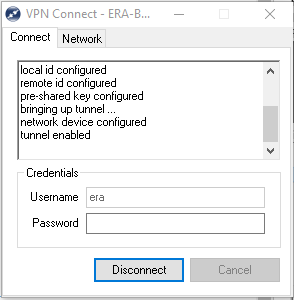 VPN Connect - ERA-B...
Connect
Network
local id configured
remote id configured
pre-shared key configured
bringing up tunnel ...
network device configured
tunnel enabled
Credentials
Username
era
Password
Disconnect
Cancel